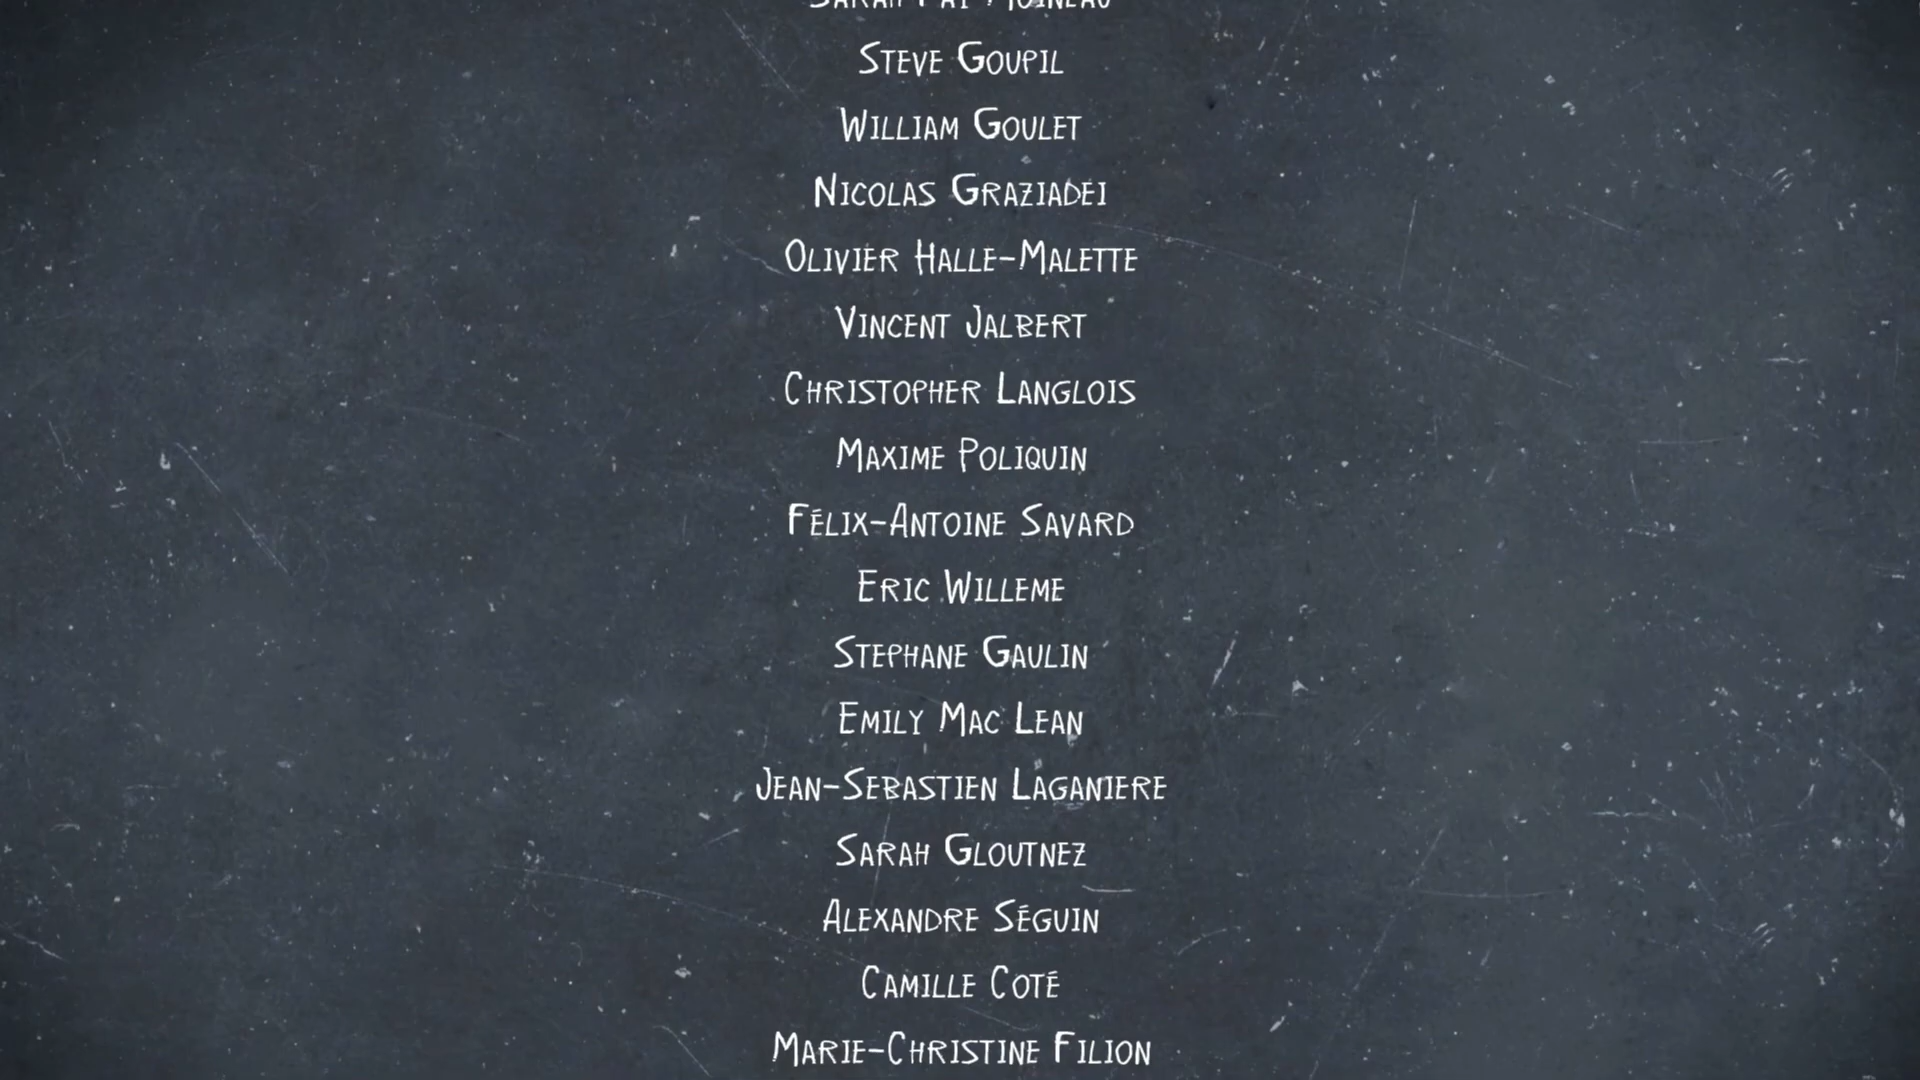 Steve Goupil
William Goulet
Nicolas Graziadei
Olivier Halle-Malette
Vincent Jalbert
Christopher Langlois
Maxime Poliquin
Félix-Antoine Savard
Eric Willeme
Stephane Gaulin
Emily Mac Lean
Jean-Sebastien Laganiere
Sarah Gloutnez
Alexandre Séguin
Camille Coté
Marie-Christine Filion